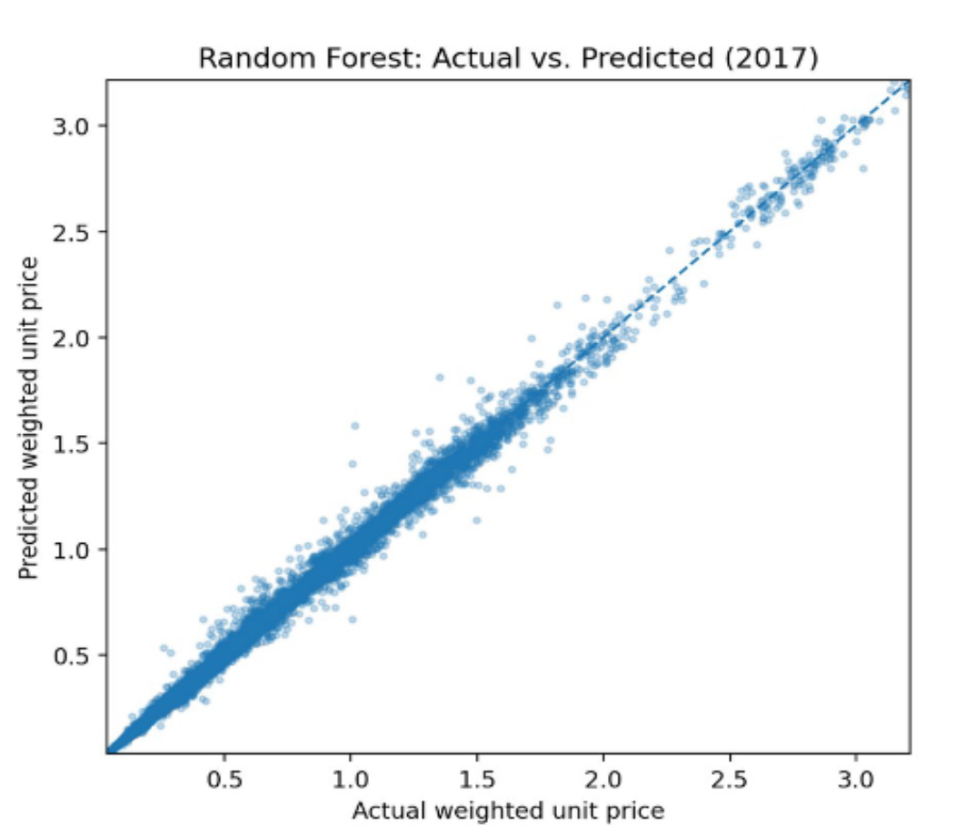 Random Forest: Actual vs. Predicted (2017)
Predicted weighted unit price
3.0
2.5
2.0
1.5
1.0
0.5
0.5 1.0 1.5 2.0 2.5 3.0
Actual weighted unit price